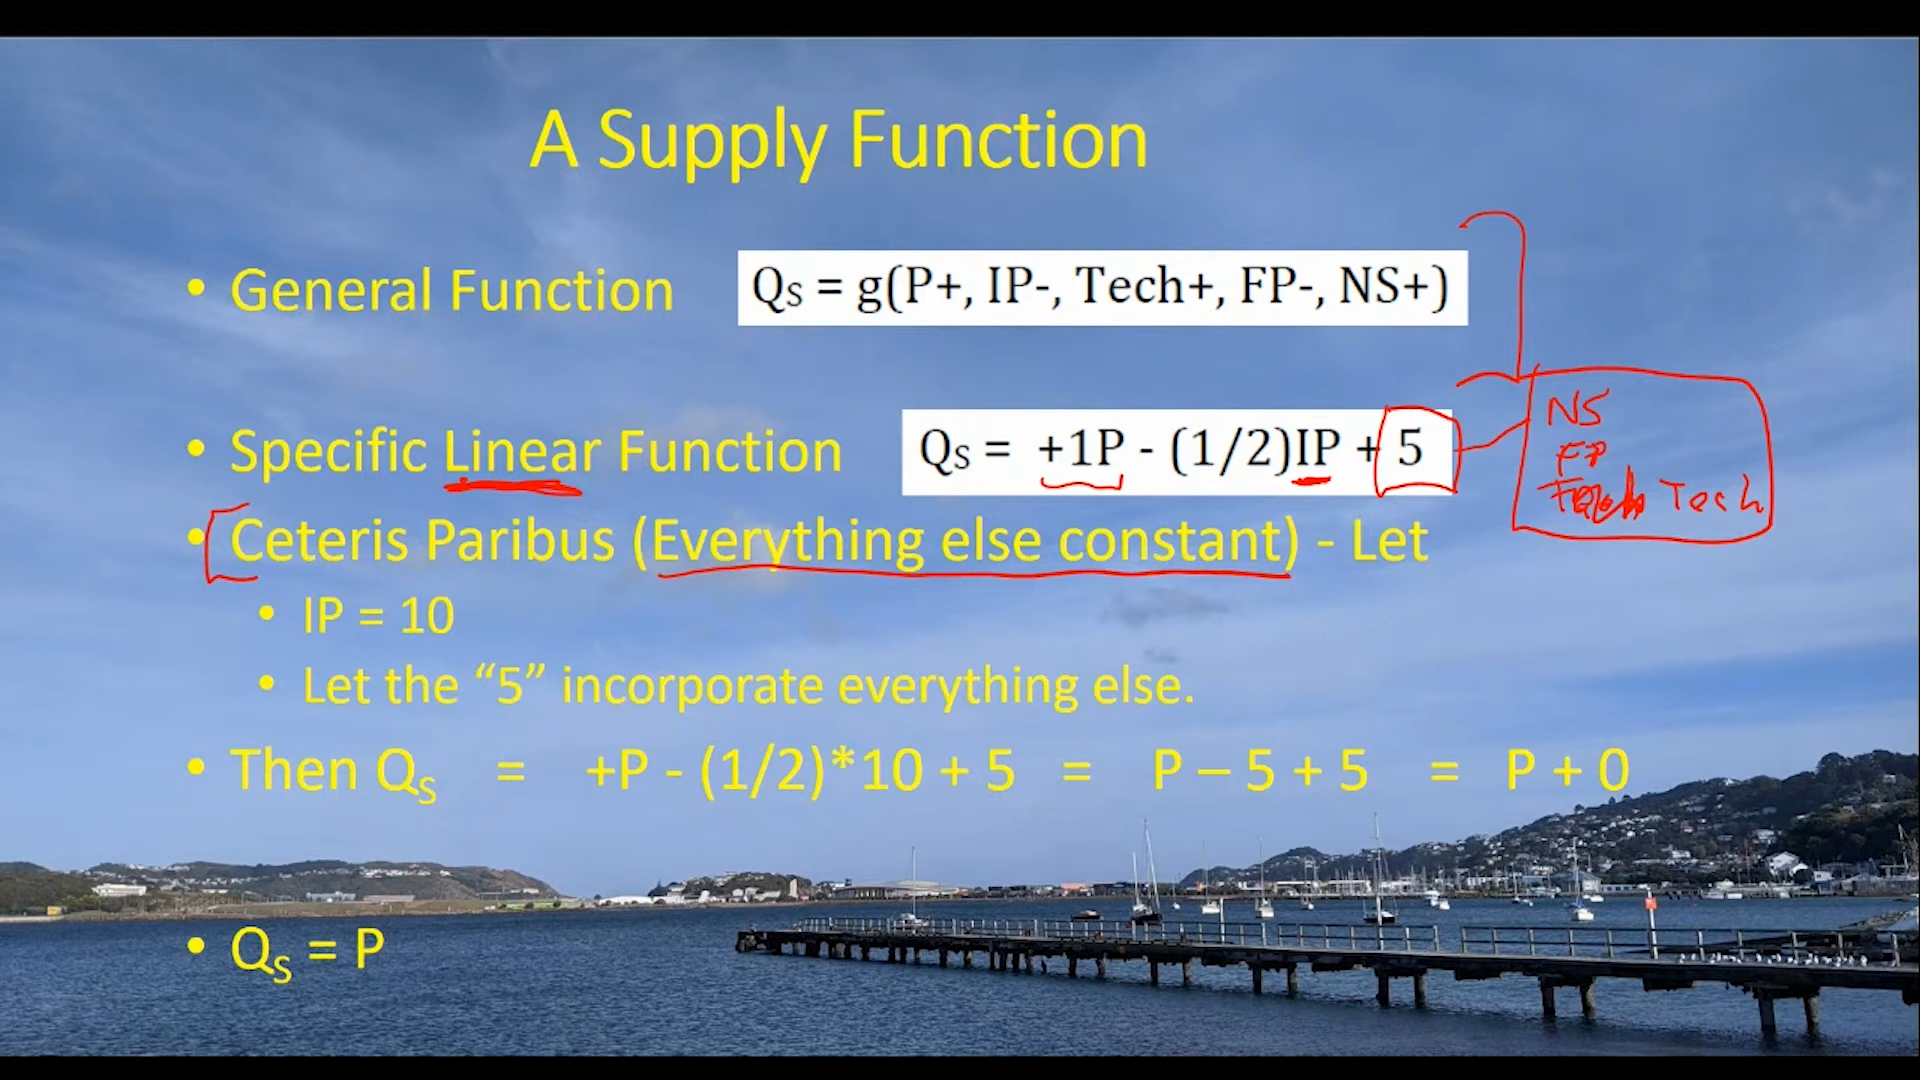 A Supply Function
• General Function Qs = g(P+, IP-, Tech+, FP-, NS+)
• Specific Linear Function Qs = +1P - (1/2)IP + 5
NS
FP
Tech
• Ceteris Paribus (Everything else constant) - Let
• IP = 10
• Let the “5” incorporate everything else.
• Then Qs = +P - (1/2)*10 + 5 = P – 5 + 5 = P + 0
• Qs = P